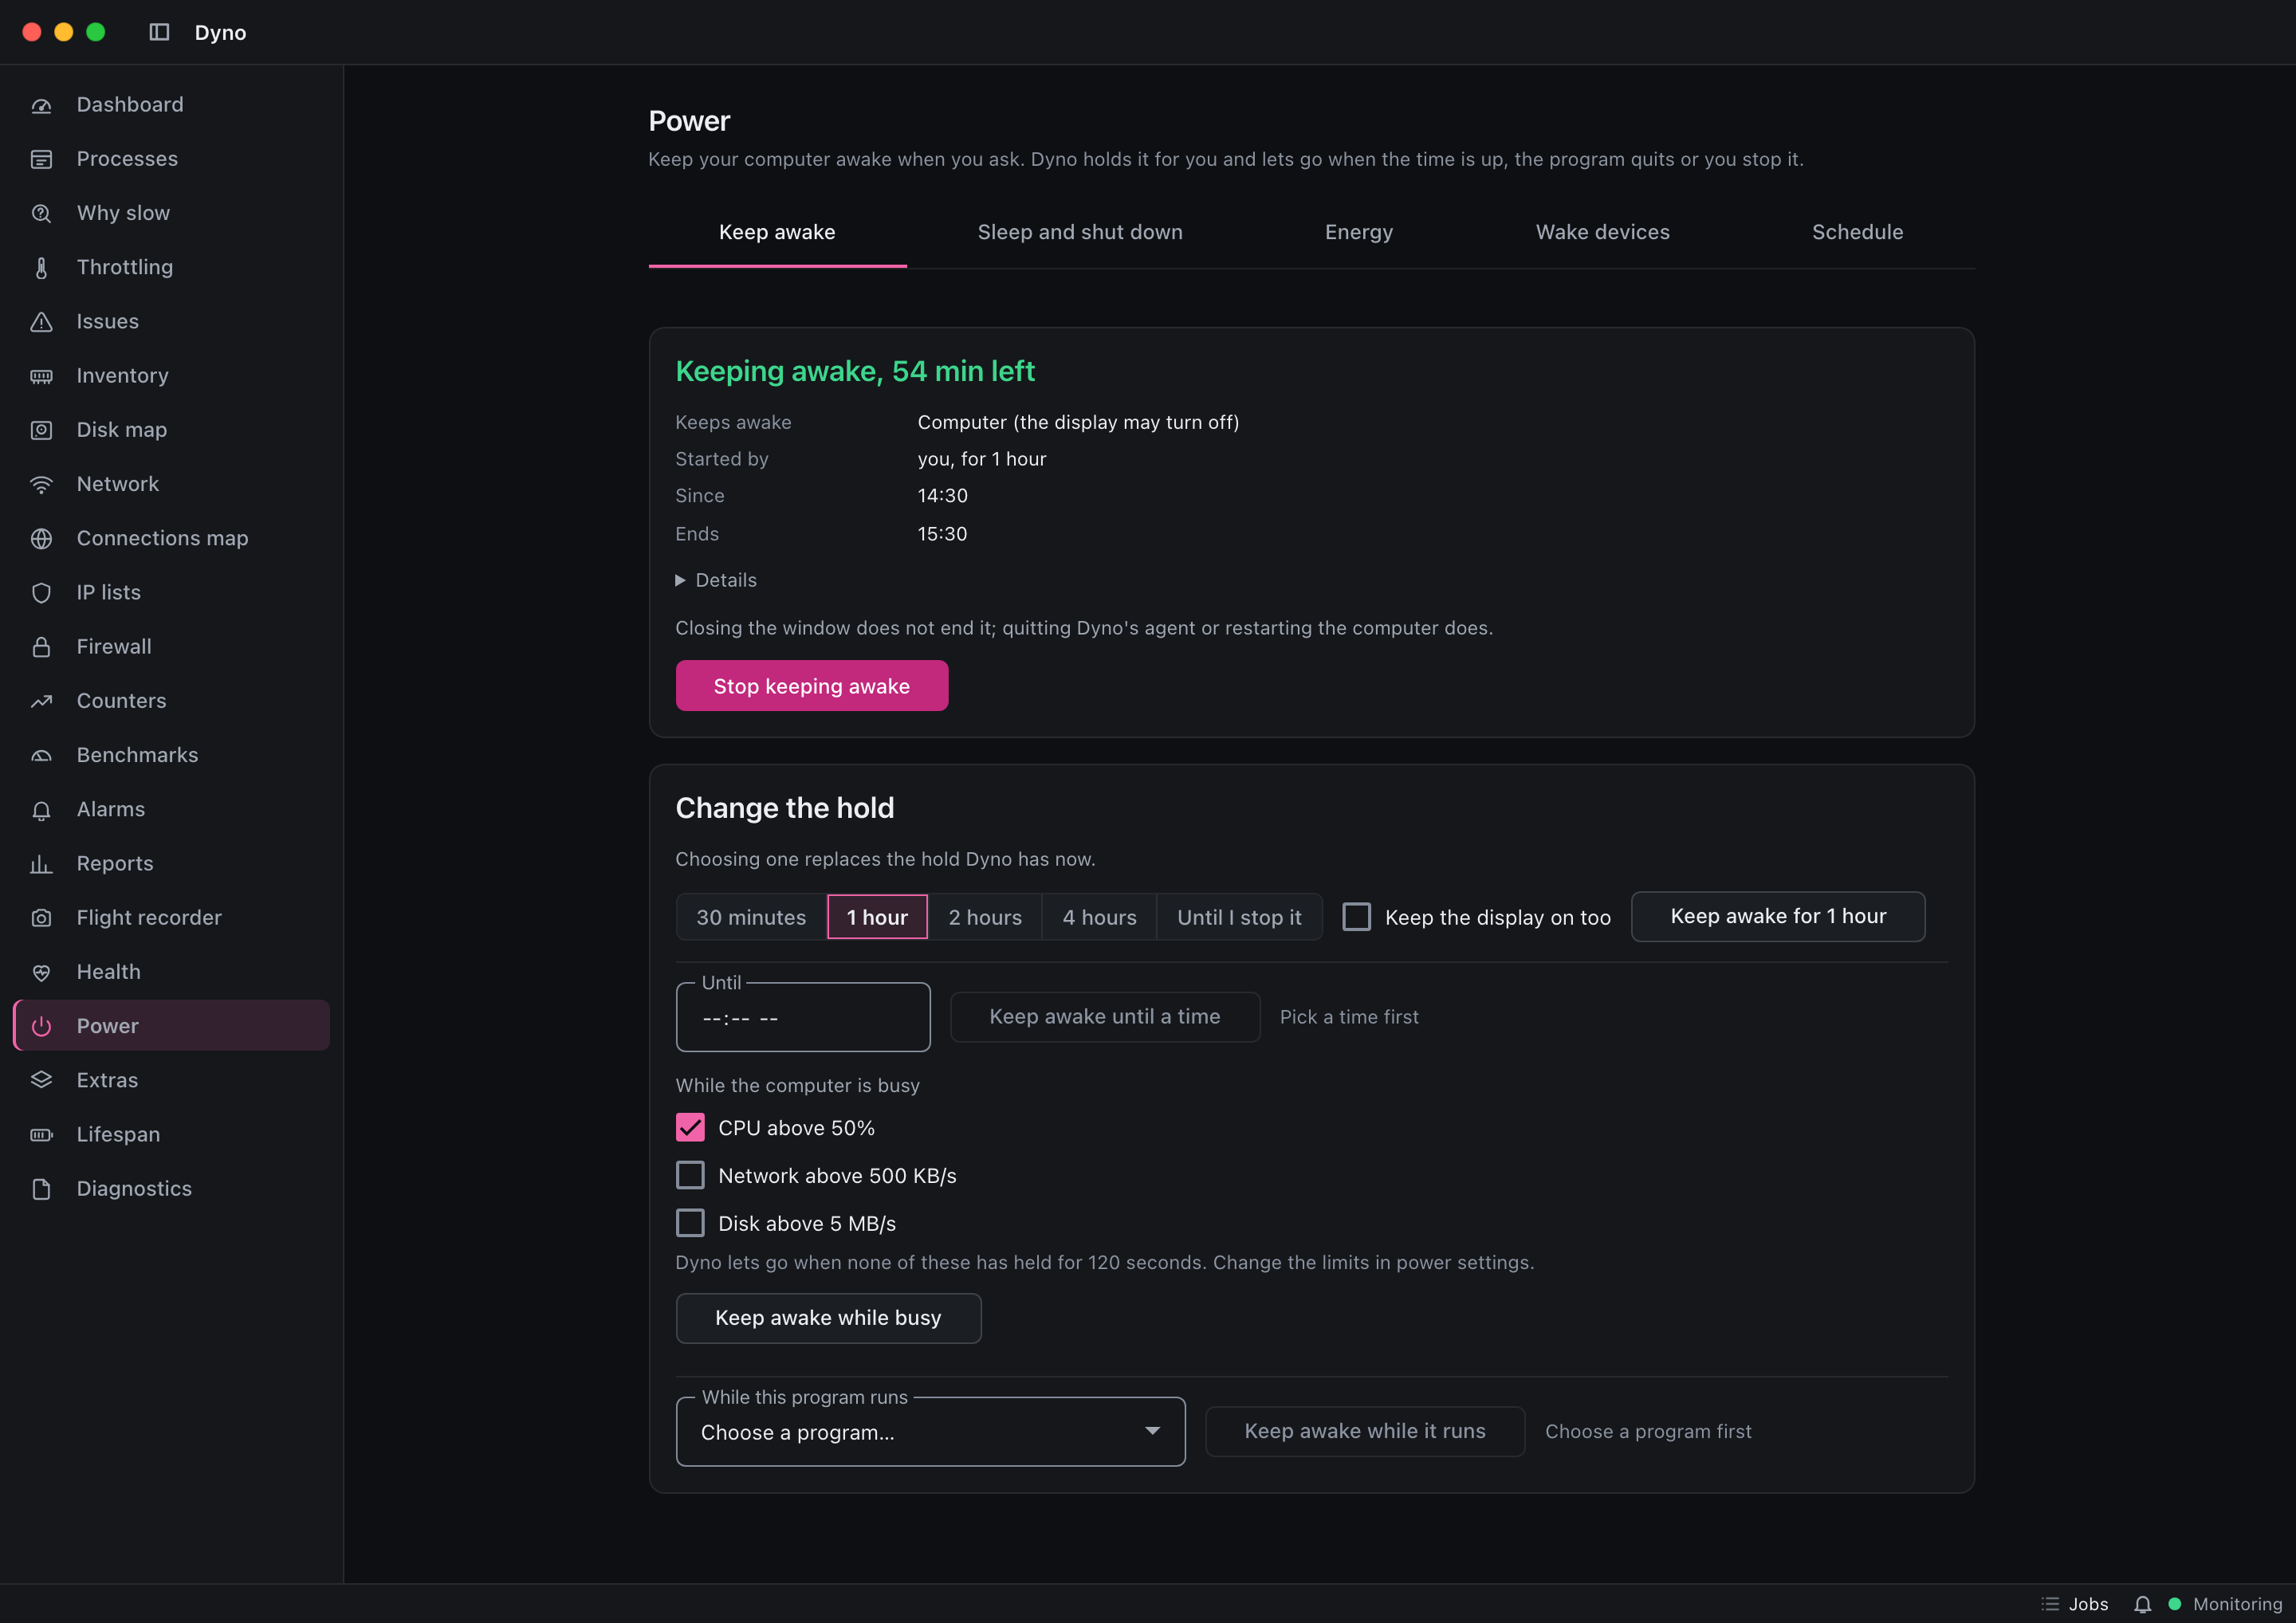 Dyno
Dashboard
Processes
Why slow
Throttling
Issues
Inventory
Disk map
Network
Connections map
IP lists
Firewall
Counters
Benchmarks
Alarms
Reports
Flight recorder
Health
Power
Extras
Lifespan
Diagnostics
Power
Keep your computer awake when you ask. Dyno holds it for you and lets go when the time is up, the program quits or you stop it.
Keep awake Sleep and shut down Energy Wake devices Schedule
Keeping awake, 54 min left
Keeps awake Computer (the display may turn off)
Started by you, for 1 hour
Since 14:30
Ends 15:30
Details
Closing the window does not end it; quitting Dyno's agent or restarting the computer does.
Stop keeping awake
Change the hold
Choosing one replaces the hold Dyno has now.
30 minutes 1 hour 2 hours 4 hours Until I stop it Keep the display on too Keep awake for 1 hour
Until
--:-- -- Keep awake until a time Pick a time first
While the computer is busy
CPU above 50%
Network above 500 KB/s
Disk above 5 MB/s
Dyno lets go when none of these has held for 120 seconds. Change the limits in power settings.
Keep awake while busy
While this program runs
Choose a program... Keep awake while it runs Choose a program first
Jobs Monitoring